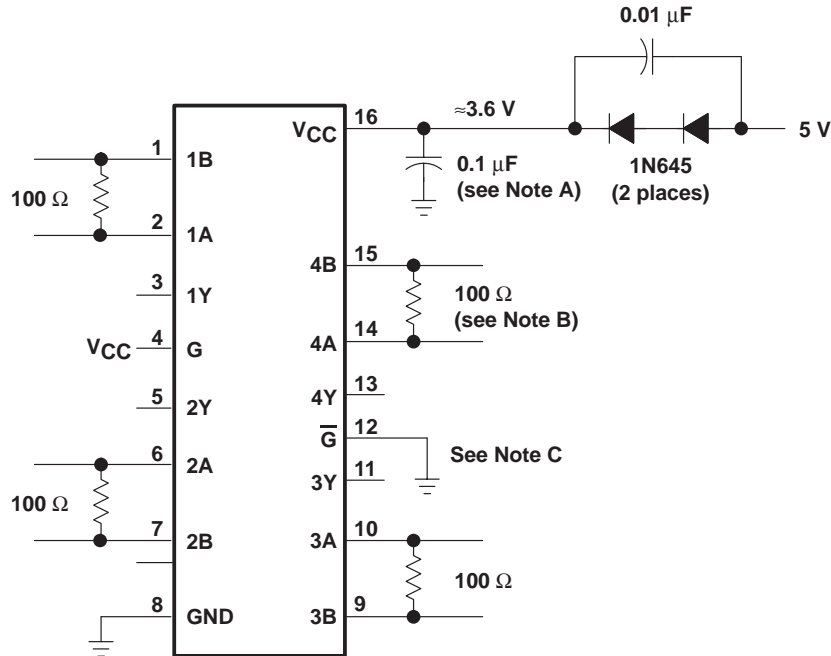 0.01 μF
≈3.6 V
5 V
1N645
(2 places)
16
VCC
0.1 μF
(see Note A)
1
1B
100 Ω
2
1A
3
1Y
VCC
4
G
5
2Y
6
2A
100 Ω
7
2B
8
GND
15
4B
100 Ω
(see Note B)
14
4A
13
4Y
12
G̅
See Note C
11
3Y
10
3A
100 Ω
9
3B